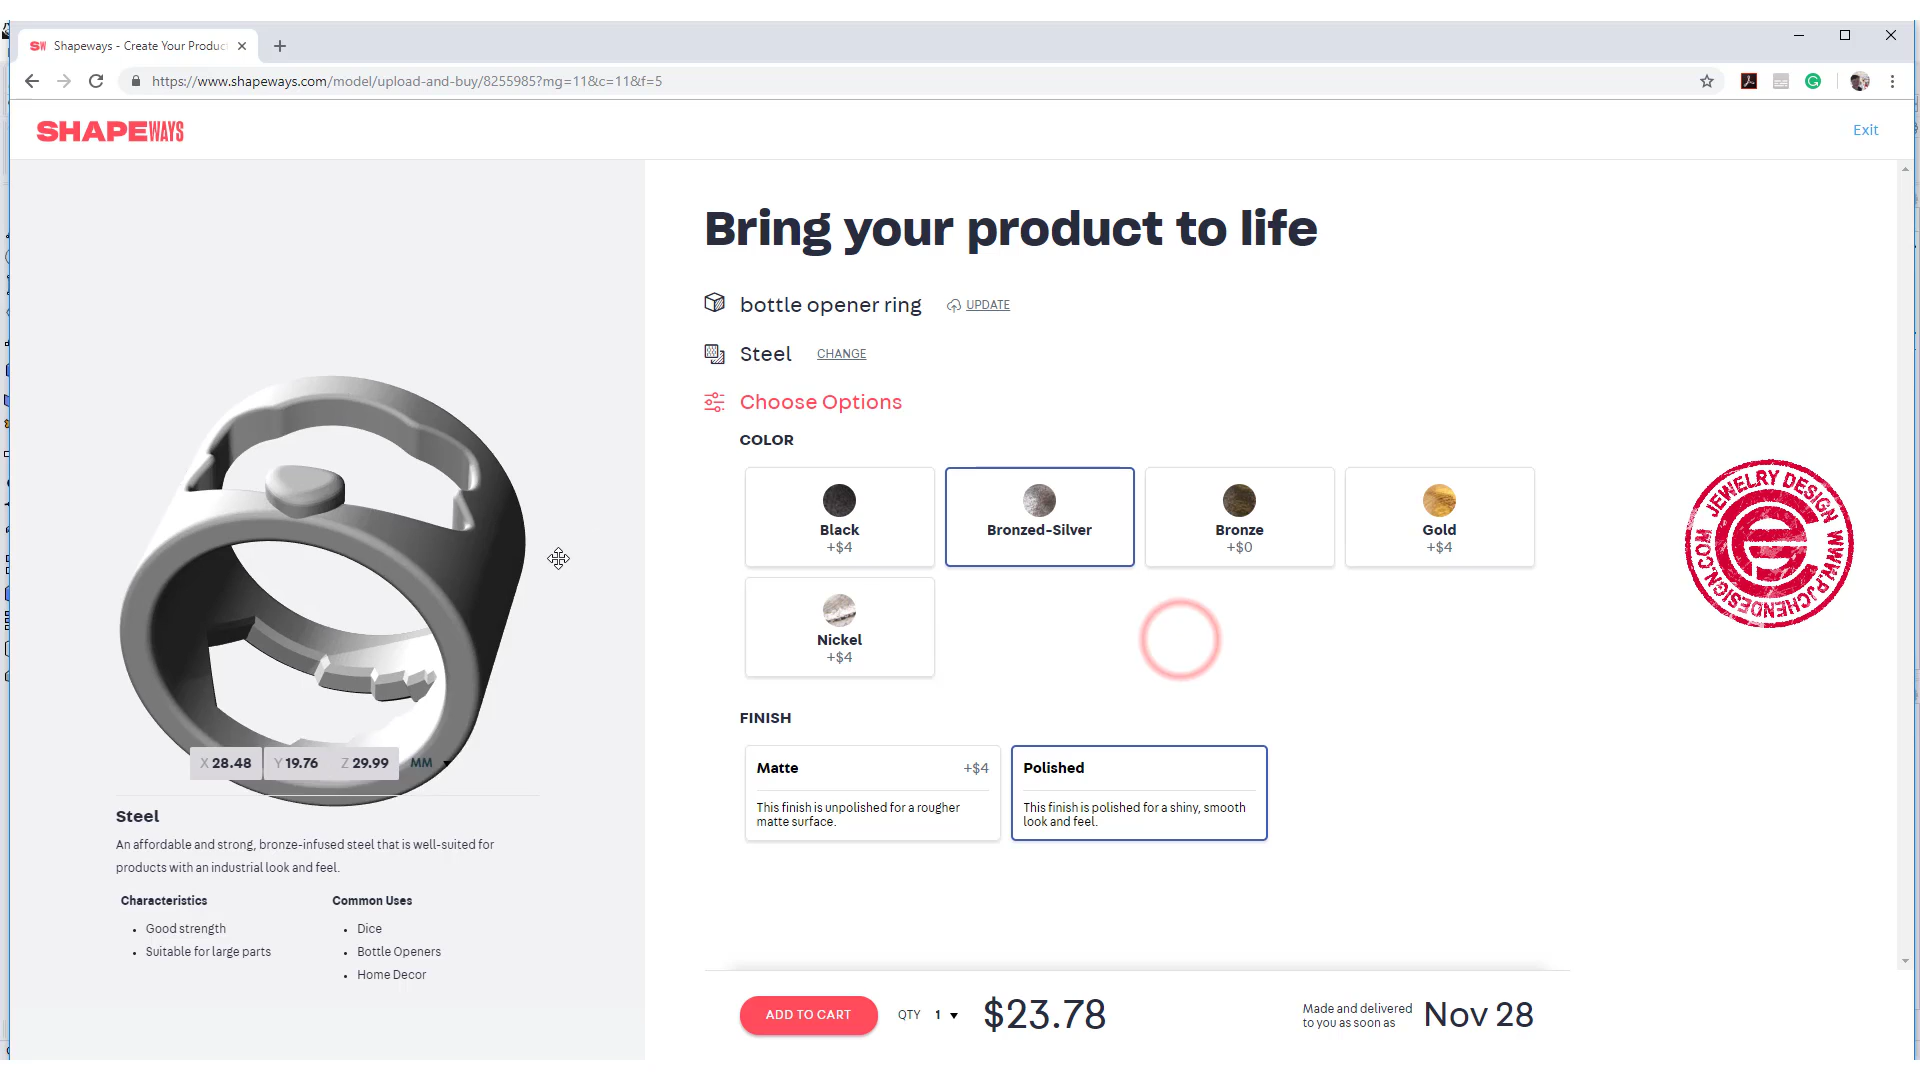 SW Shapeways - Create Your Produc
https://www.shapeways.com/model/upload-and-buy/8255985?mg=11&c=11&f=5
SHAPEWAYS
Exit
Bring your product to life
bottle opener ring UPDATE
Steel CHANGE
Choose Options
COLOR
Black
+$4
Bronzed-Silver
Bronze
+$0
Gold
+$4
Nickel
+$4
FINISH
Matte +$4
This finish is unpolished for a rougher
matte surface.
Polished
This finish is polished for a shiny, smooth
look and feel.
X 28.48 Y 19.76 Z 29.99 MM
Steel
An affordable and strong, bronze-infused steel that is well-suited for
products with an industrial look and feel.
Characteristics
• Good strength
• Suitable for large parts
Common Uses
• Dice
• Bottle Openers
• Home Decor
ADD TO CART QTY 1 $23.78
Made and delivered
to you as soon as
Nov 28
JEWELRY DESIGN WWW.PJCHENDESIGN.COM